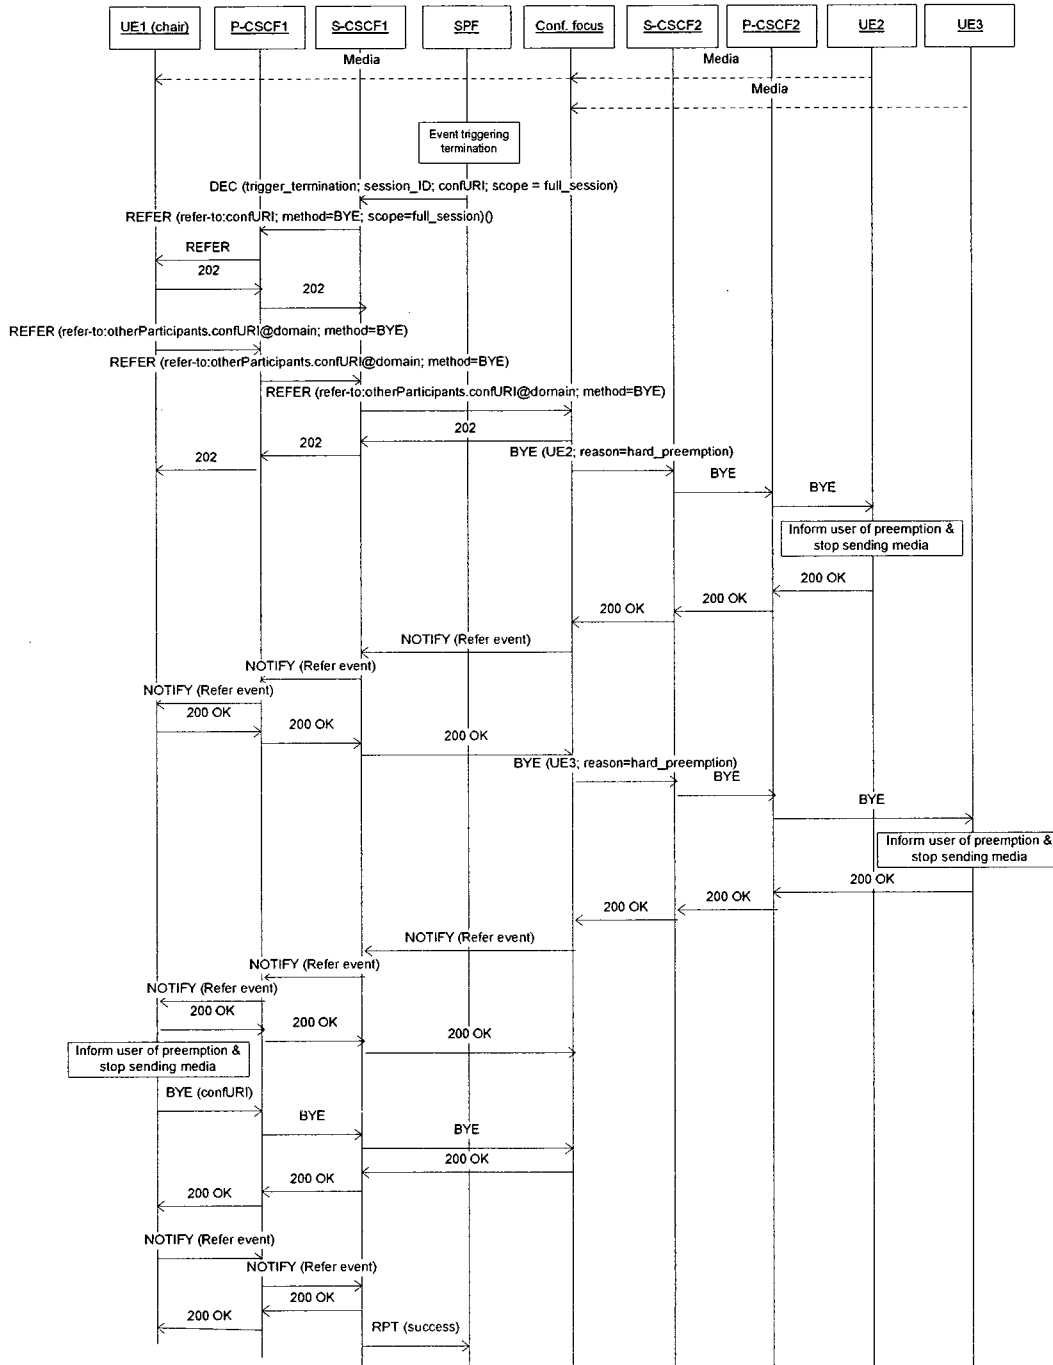 UE1 (chair) P-CSCF1 S-CSCF1 SPF Conf. focus S-CSCF2 P-CSCF2 UE2 UE3
Media Media
Media
Event triggering
termination
DEC (trigger_termination; session_ID; confURI; scope = full_session)
REFER (refer-to:confURI; method=BYE; scope=full_session)()
REFER
202
202
REFER (refer-to:otherParticipants.confURI@domain; method=BYE)
REFER (refer-to:otherParticipants.confURI@domain; method=BYE)
REFER (refer-to:otherParticipants.confURI@domain; method=BYE)
202
202
202
BYE (UE2; reason=hard_preemption)
BYE
BYE
Inform user of preemption &
stop sending media
200 OK
200 OK
200 OK
NOTIFY (Refer event)
NOTIFY (Refer event)
NOTIFY (Refer event)
200 OK
200 OK
200 OK
BYE (UE3; reason=hard_preemption)
BYE
BYE
Inform user of preemption &
stop sending media
200 OK
200 OK
200 OK
NOTIFY (Refer event)
NOTIFY (Refer event)
NOTIFY (Refer event)
200 OK
200 OK
200 OK
Inform user of preemption &
stop sending media
BYE (confURI)
BYE
BYE
200 OK
200 OK
200 OK
NOTIFY (Refer event)
NOTIFY (Refer event)
200 OK
200 OK
RPT (success)